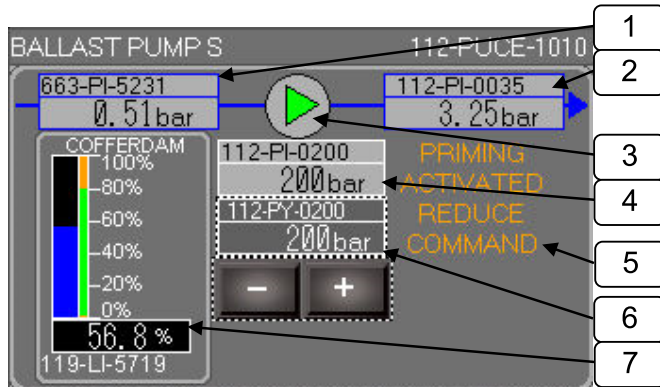 BALLAST PUMP S 112-PUCE-1010
663-PI-5231
0.51bar
112-PI-0035
3.25bar
COFFERDAM
100%
80%
60%
40%
20%
0%
56.8%
119-LI-5719
112-PI-0200
200bar
112-PY-0200
200bar
- +
PRIMING
ACTIVATED
REDUCE
COMMAND
1
2
3
4
5
6
7